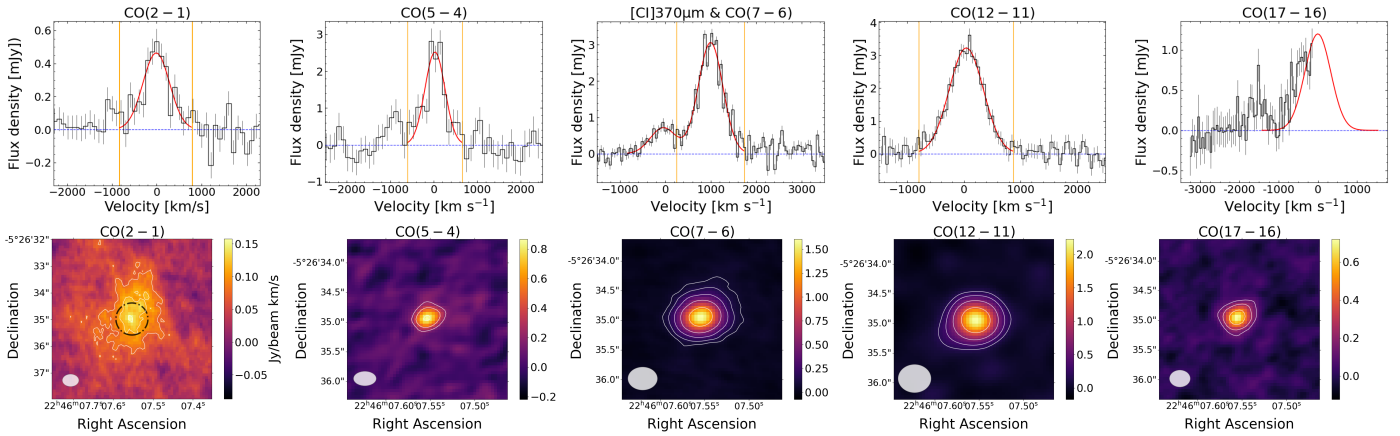 CO(2−1) CO(5−4) [CI]370μm & CO(7−6) CO(12−11) CO(17−16)
Flux density [mJy])
0.6
0.4
0.2
0.0
−0.2
−2000 −1000 0 1000 2000
Velocity [km/s]
Flux density [mJy]
3
2
1
0
−1
−2000 −1000 0 1000 2000
Velocity [km s⁻¹]
Flux density [mJy]
3
2
1
0
−1000 0 1000 2000 3000
Velocity [km s⁻¹]
Flux density [mJy]
4
3
2
1
0
−2000 −1000 0 1000 2000
Velocity [km s⁻¹]
Flux density [mJy]
1.0
0.5
0.0
−0.5
−3000 −2000 −1000 0 1000
Velocity [km s⁻¹]
CO(2−1) CO(5−4) CO(7−6) CO(12−11) CO(17−16)
Declination
-5°26'32"
33"
34"
35"
36"
37"
22ʰ46ᵐ07.7ˢ07.6ˢ 07.5ˢ 07.4ˢ
Right Ascension
0.15
0.10
0.05
0.00
−0.05
Jy/beam km/s
Declination
-5°26'34.0"
34.5"
35.0"
35.5"
36.0"
22ʰ46ᵐ07.60ˢ07.55ˢ 07.50ˢ
Right Ascension
0.8
0.6
0.4
0.2
0.0
−0.2
Declination
-5°26'34.0"
34.5"
35.0"
35.5"
36.0"
22ʰ46ᵐ07.60ˢ07.55ˢ 07.50ˢ
Right Ascension
1.50
1.25
1.00
0.75
0.50
0.25
0.00
Declination
-5°26'34.0"
34.5"
35.0"
35.5"
36.0"
22ʰ46ᵐ07.60ˢ07.55ˢ 07.50ˢ
Right Ascension
2.0
1.5
1.0
0.5
0.0
Declination
-5°26'34.0"
34.5"
35.0"
35.5"
36.0"
22ʰ46ᵐ07.60ˢ07.55ˢ 07.50ˢ
Right Ascension
0.6
0.4
0.2
0.0